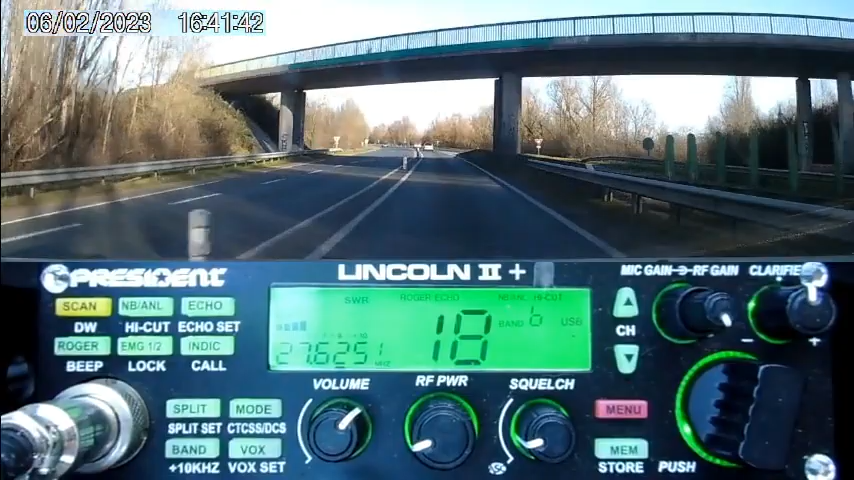 06/02/2023 16:41:42
PRESIDENT LINCOLN II + MIC GAIN RF GAIN CLARIFIER
SCAN NB/ANL ECHO
DW HI-CUT ECHO SET
ROGER EMG 1/2 INDIC
BEEP LOCK CALL
SWR ROGER ECHO HI-CUT
18 BAND 6 USB
27.6251
CH
SPLIT MODE
SPLIT SET CTCSS/DCS
BAND VOX
+10KHZ VOX SET
VOLUME RF PWR SQUELCH
- +
MENU
MEM
STORE PUSH